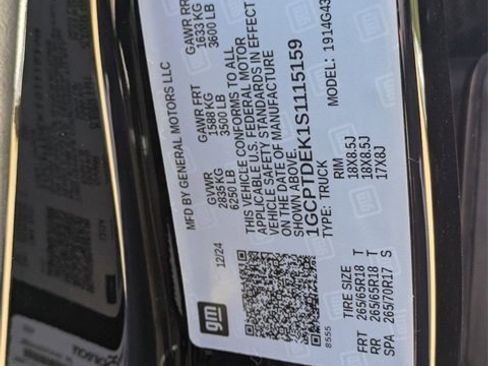 gm
12/24
MFD BY GENERAL MOTORS LLC
GVWR
2835 KG
6250 LB
GAWR FRT
1588 KG
3500 LB
GAWR RR
1633 KG
3600 LB
THIS VEHICLE CONFORMS TO ALL
APPLICABLE U.S. FEDERAL MOTOR
VEHICLE SAFETY STANDARDS IN EFFECT
ON THE DATE OF MANUFACTURE
SHOWN ABOVE.
1GCPTDEK1S1115159
TYPE: TRUCK
MODEL: 1914G43
8555
TIRE SIZE RIM
FRT 265/65R18 T 18X8.5J
RR 265/65R18 T 18X8.5J
SPA 265/70R17 S 17X8J